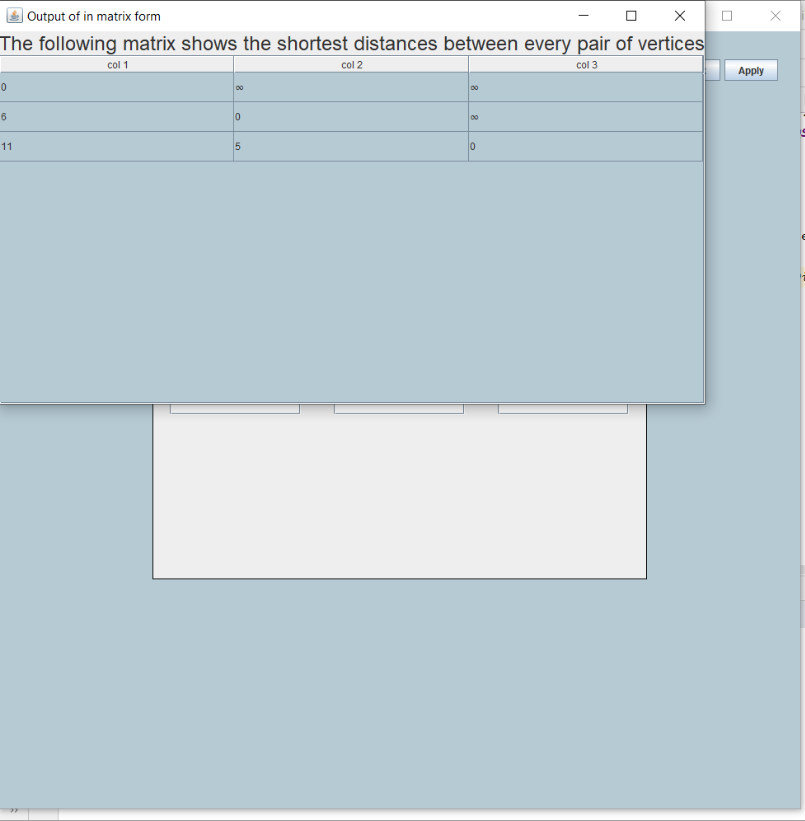 Output of in matrix form
The following matrix shows the shortest distances between every pair of vertices
col 1 col 2 col 3
0 ∞ ∞
6 0 ∞
11 5 0
Apply